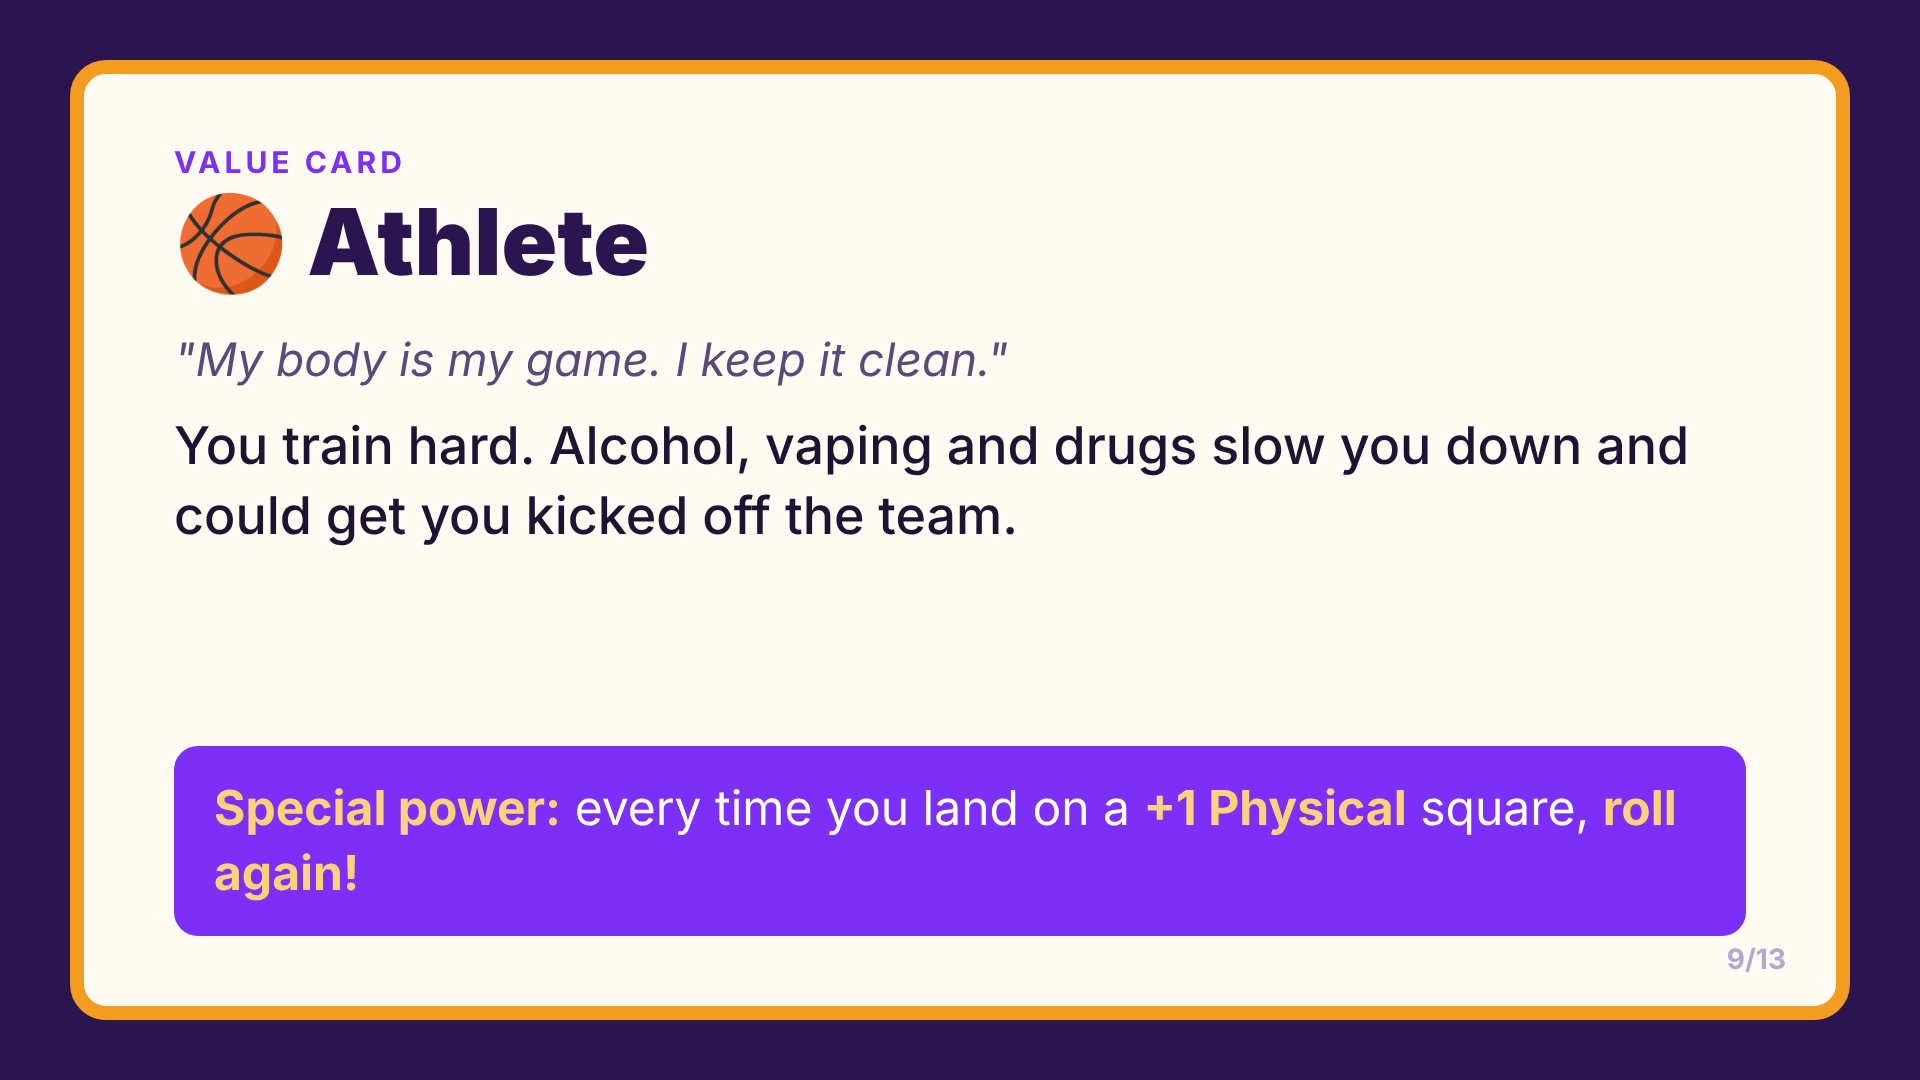 VALUE CARD
Athlete
"My body is my game. I keep it clean."
You train hard. Alcohol, vaping and drugs slow you down and
could get you kicked off the team.
Special power: every time you land on a +1 Physical square, roll
again!
9/13